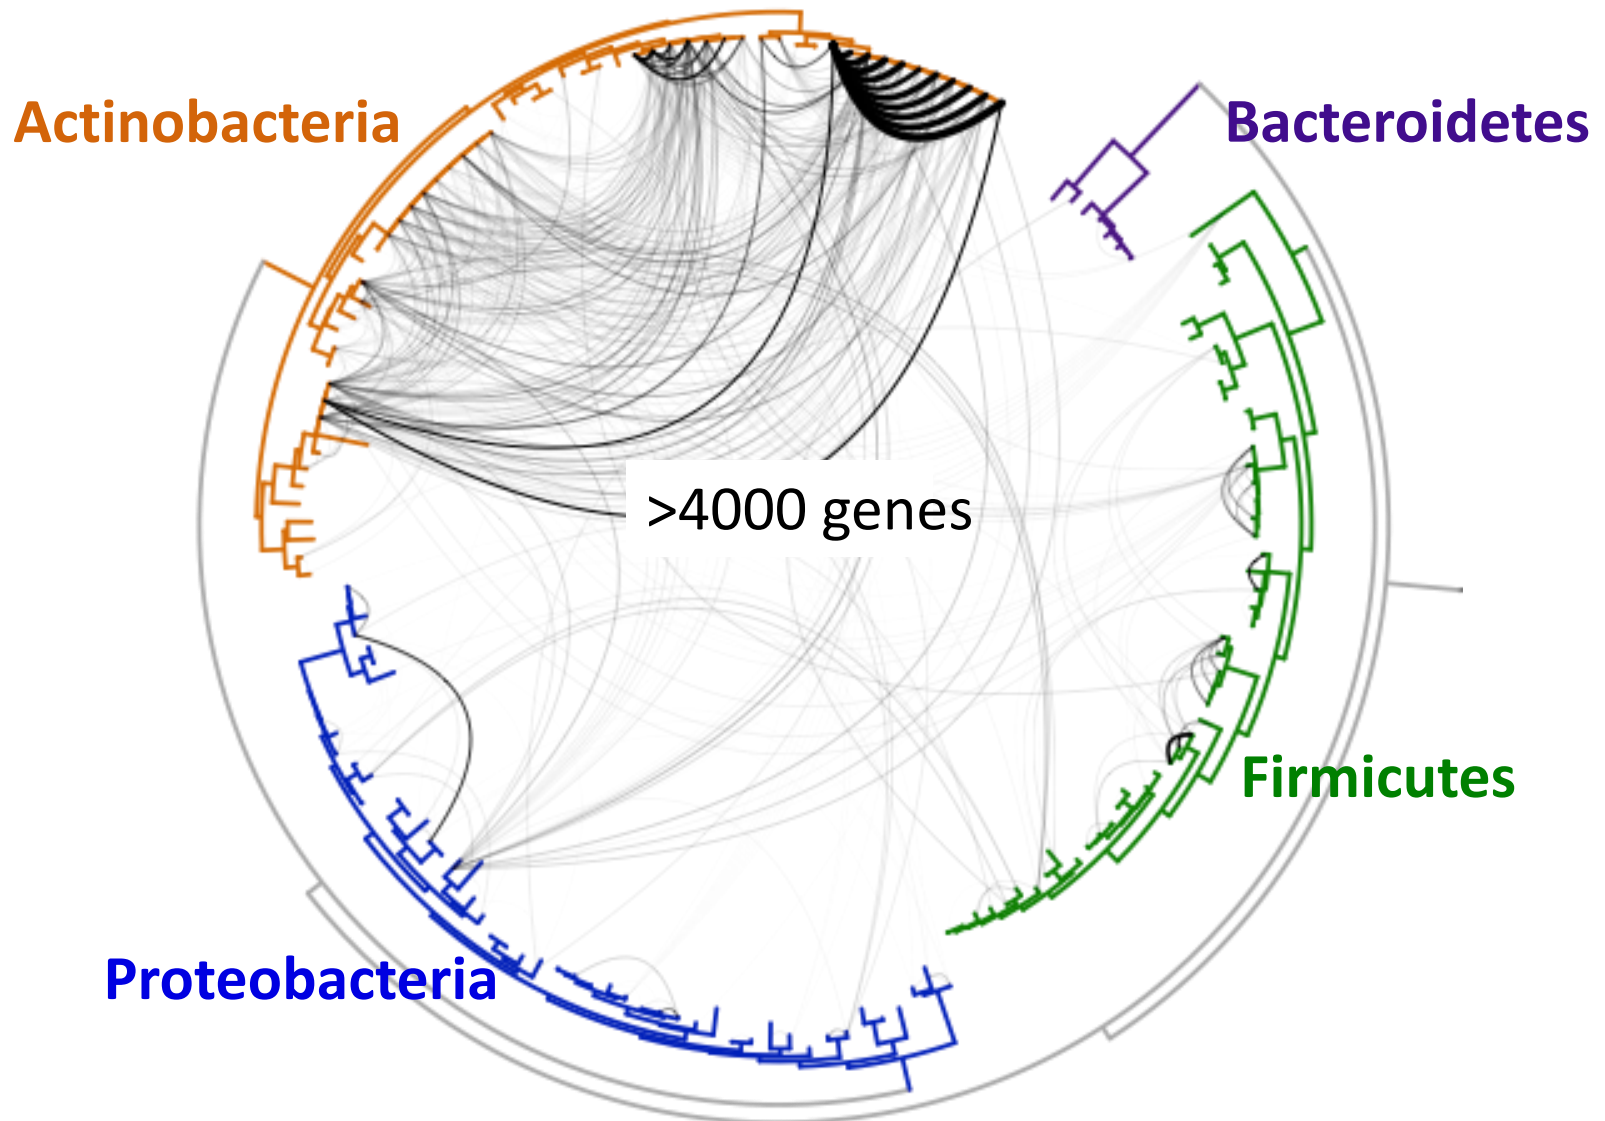 Actinobacteria
Bacteroidetes
>4000 genes
Firmicutes
Proteobacteria